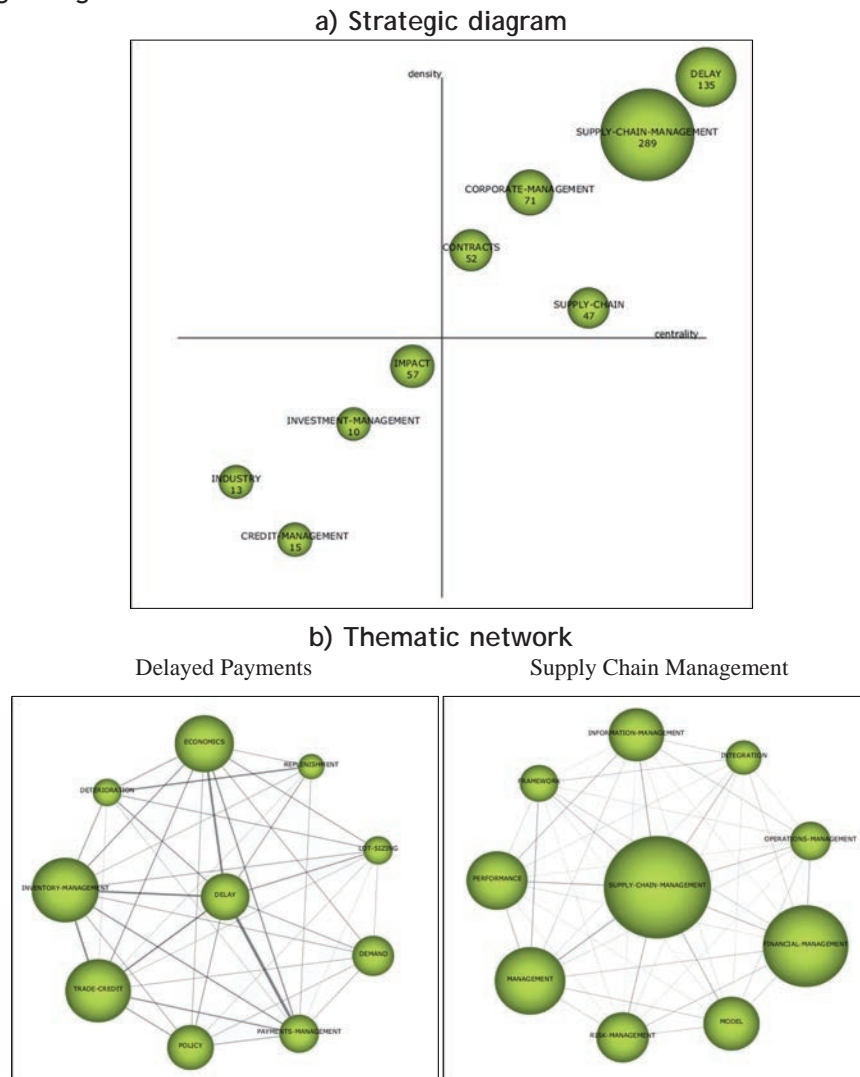 a) Strategic diagram
density
DELAY
135
SUPPLY-CHAIN-MANAGEMENT
289
CORPORATE-MANAGEMENT
71
CONTRACTS
52
SUPPLY-CHAIN
47
centrality
IMPACT
57
INVESTMENT-MANAGEMENT
10
INDUSTRY
13
CREDIT-MANAGEMENT
15
b) Thematic network
Delayed Payments
Supply Chain Management
ECONOMICS
REPLENISHMENT
DETERIORATION
LOT-SIZING
INVENTORY-MANAGEMENT
DELAY
DEMAND
TRADE-CREDIT
PAYMENTS-MANAGEMENT
POLICY
INFORMATION-MANAGEMENT
INTEGRATION
FRAMEWORK
OPERATIONS-MANAGEMENT
PERFORMANCE
SUPPLY-CHAIN-MANAGEMENT
FINANCIAL-MANAGEMENT
MANAGEMENT
MODEL
RISK-MANAGEMENT